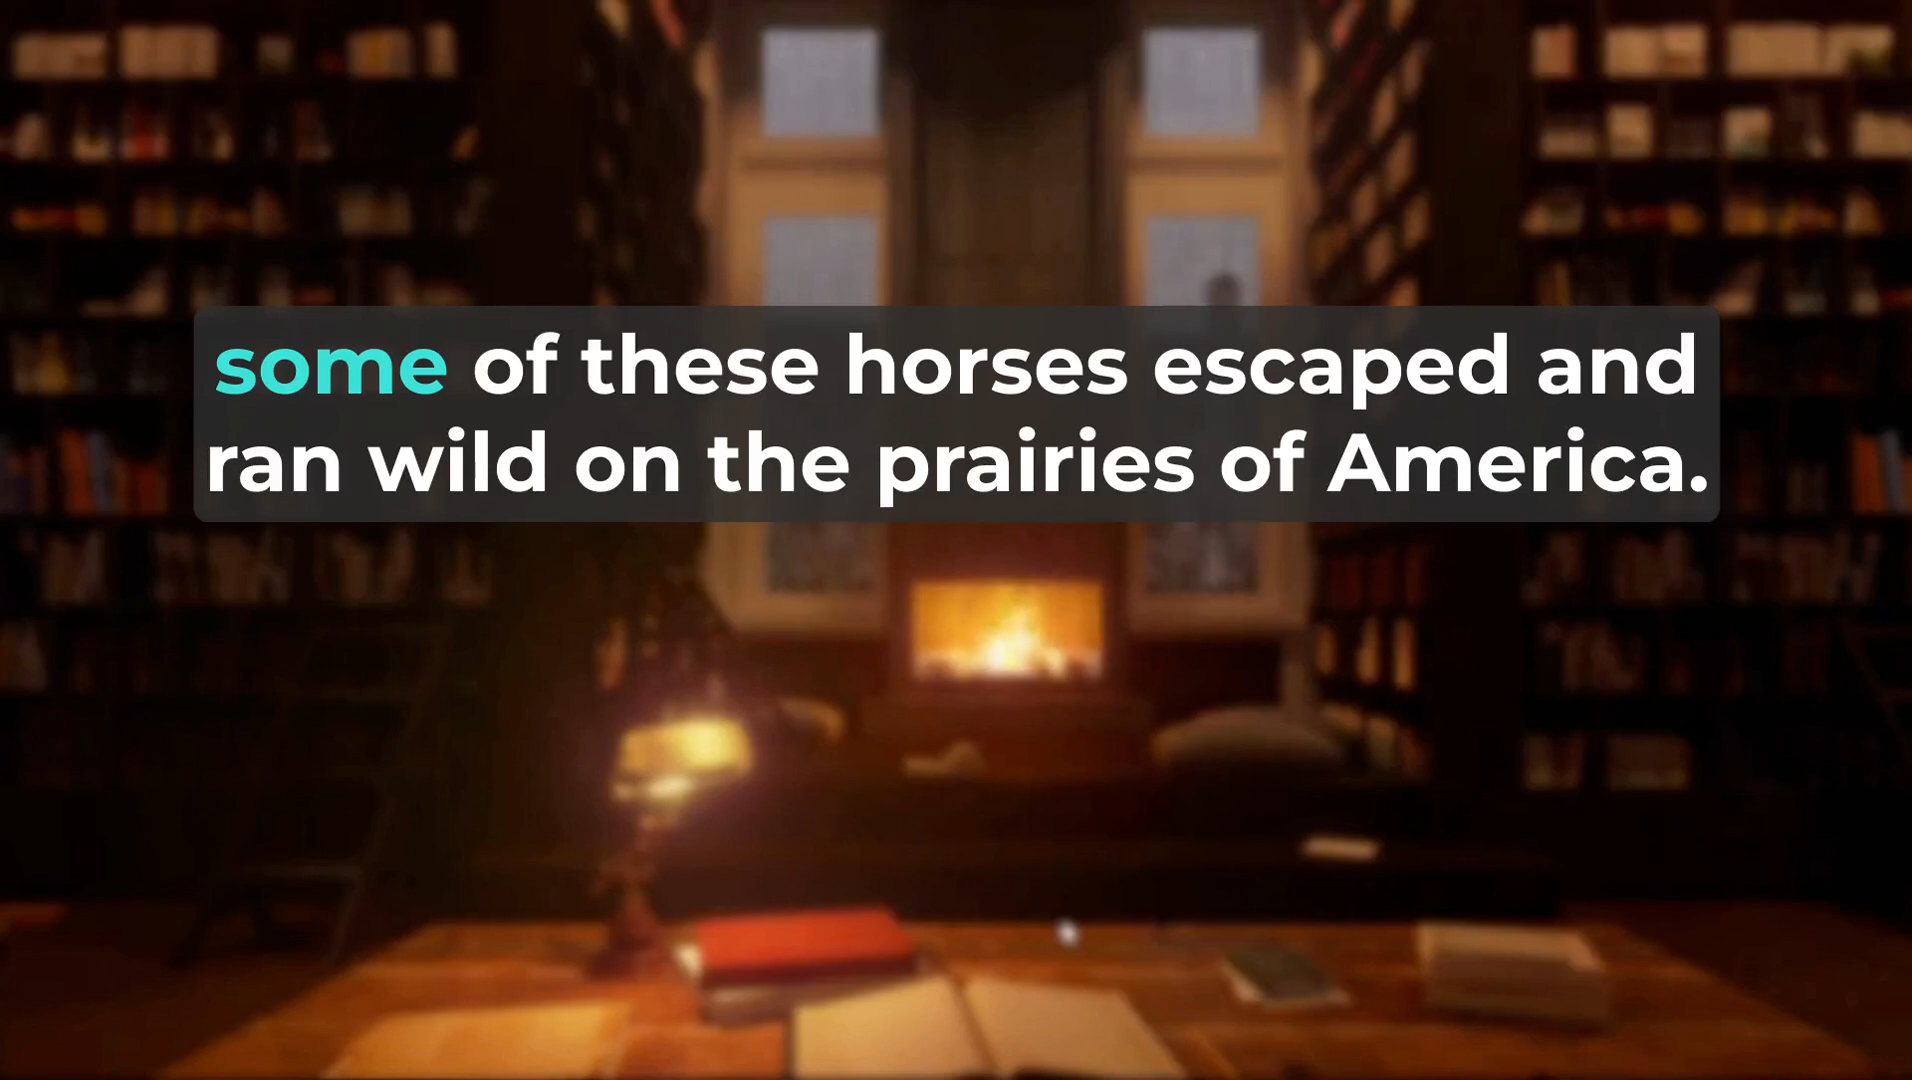 some of these horses escaped and
ran wild on the prairies of America.